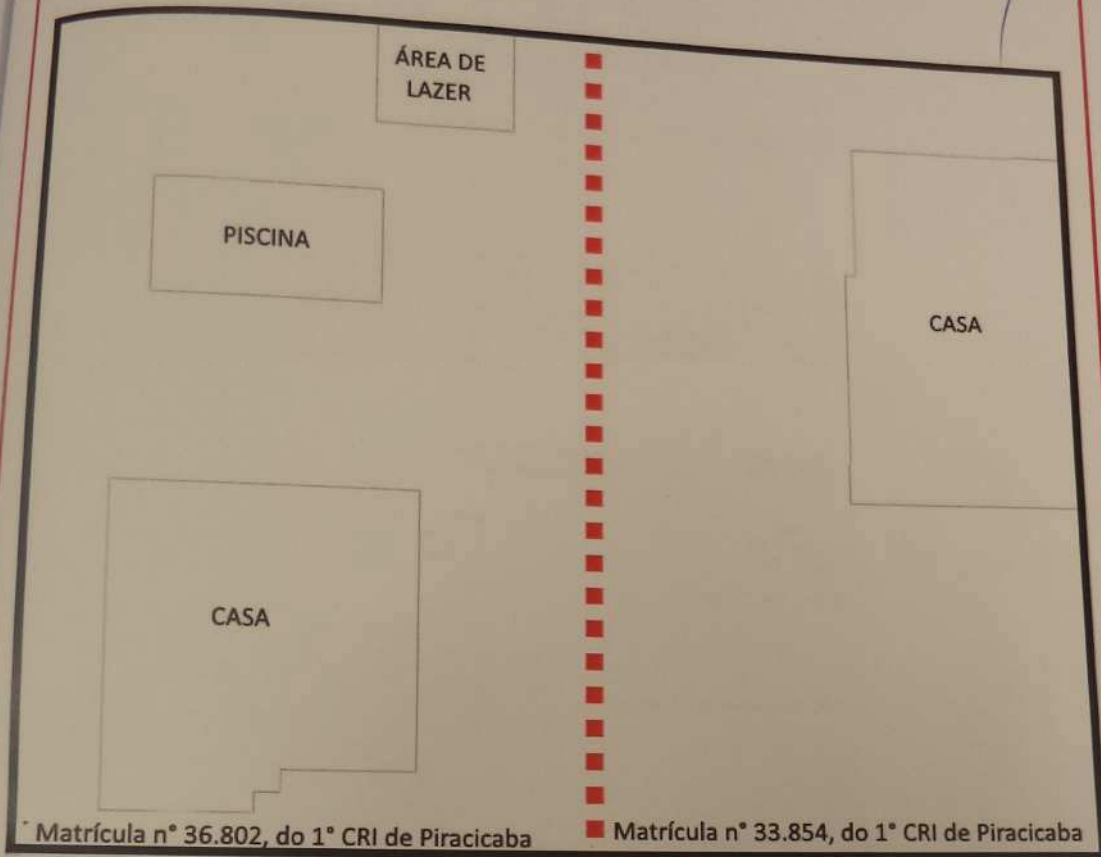 ÁREA DE
LAZER
PISCINA
CASA
CASA
Matrícula n° 36.802, do 1° CRI de Piracicaba
Matrícula n° 33.854, do 1° CRI de Piracicaba